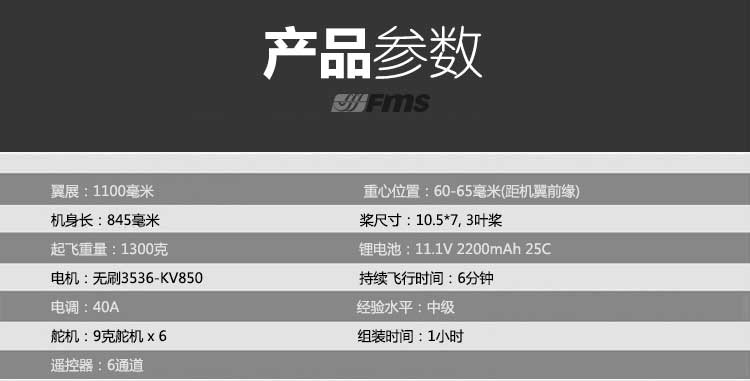 产品参数
FMS
翼展：1100毫米 重心位置：60-65毫米(距机翼前缘)
机身长：845毫米 桨尺寸：10.5*7, 3叶桨
起飞重量：1300克 锂电池：11.1V 2200mAh 25C
电机：无刷3536-KV850 持续飞行时间：6分钟
电调：40A 经验水平：中级
舵机：9克舵机 x 6 组装时间：1小时
遥控器：6通道